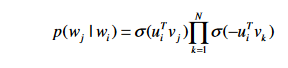 p(w_j | w_i) = σ(u_i^T v_j) ∏_{k=1}^{N} σ(−u_i^T v_k)